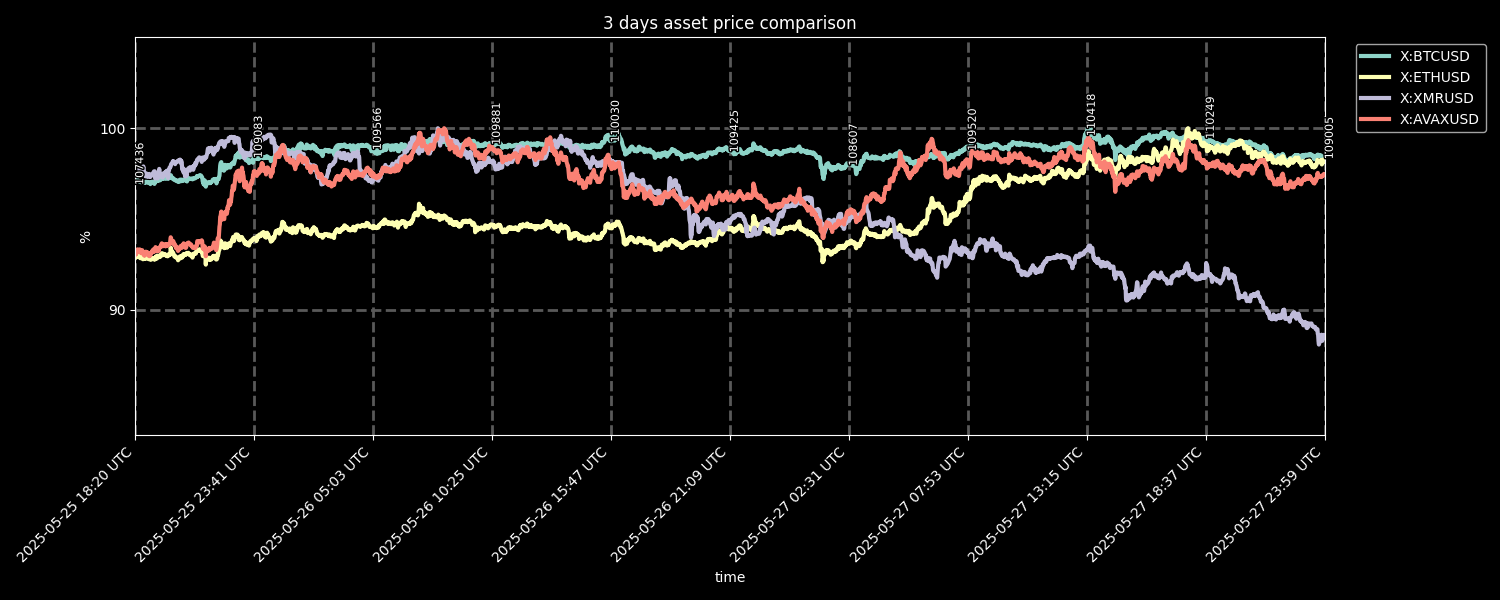 3 days asset price comparison
X:BTCUSD
X:ETHUSD
X:XMRUSD
X:AVAXUSD
%
100
90
107436
109083
109566
109881
110030
109425
108607
109520
110418
110249
109005
2025-05-25 18:20 UTC
2025-05-25 23:41 UTC
2025-05-26 05:03 UTC
2025-05-26 10:25 UTC
2025-05-26 15:47 UTC
2025-05-26 21:09 UTC
2025-05-27 02:31 UTC
2025-05-27 07:53 UTC
2025-05-27 13:15 UTC
2025-05-27 18:37 UTC
2025-05-27 23:59 UTC
time